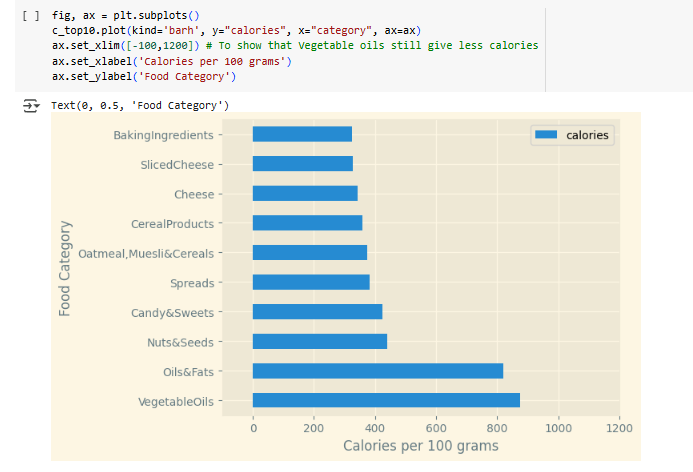 [ ] fig, ax = plt.subplots()
c_top10.plot(kind='barh', y="calories", x="category", ax=ax)
ax.set_xlim([-100,1200]) # To show that Vegetable oils still give less calories
ax.set_xlabel('Calories per 100 grams')
ax.set_ylabel('Food Category')
Text(0, 0.5, 'Food Category')
calories
BakingIngredients
SlicedCheese
Cheese
CerealProducts
Oatmeal,Muesli&Cereals
Spreads
Candy&Sweets
Nuts&Seeds
Oils&Fats
VegetableOils
Food Category
0 200 400 600 800 1000 1200
Calories per 100 grams